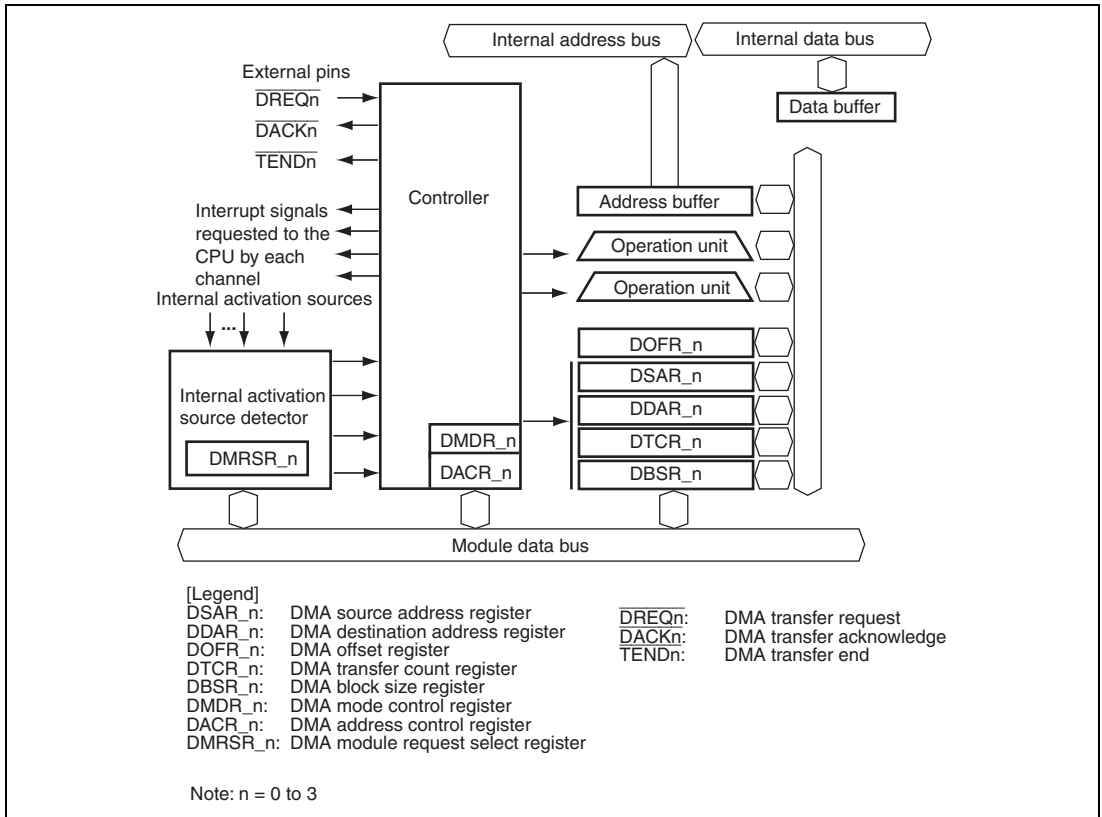 Internal address bus
Internal data bus
External pins
DREQn
DACKn
TENDn
Data buffer
Controller
Address buffer
Interrupt signals
requested to the
CPU by each
channel
Operation unit
Operation unit
Internal activation sources
...
DOFR_n
DSAR_n
DDAR_n
DTCR_n
DBSR_n
Internal activation
source detector
DMRSR_n
DMDR_n
DACR_n
Module data bus
[Legend]
DSAR_n: DMA source address register
DDAR_n: DMA destination address register
DOFR_n: DMA offset register
DTCR_n: DMA transfer count register
DBSR_n: DMA block size register
DMDR_n: DMA mode control register
DACR_n: DMA address control register
DMRSR_n: DMA module request select register
DREQn: DMA transfer request
DACKn: DMA transfer acknowledge
TENDn: DMA transfer end
Note: n = 0 to 3